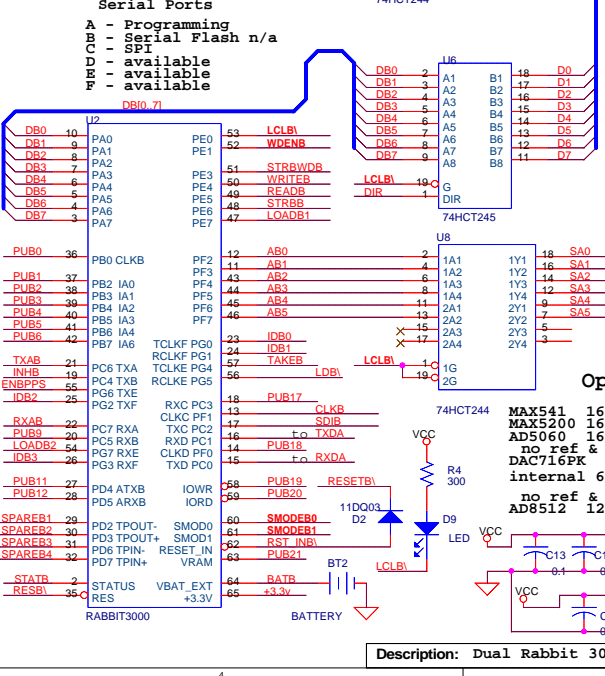 Serial Ports
74HCT244
A - Programming
B - Serial Flash n/a
C - SPI
D - available
E - available
F - available
DB[0..7]
U2
DB0 10 PA0
DB1 9 PA1
DB2 8 PA2
DB3 7 PA3
DB4 6 PA4
DB5 5 PA5
DB6 4 PA6
DB7 3 PA7
PE0 53 LCLB\
PE1 52 WDENB
PE3 51 STRBWDB
PE4 50 WRITEB
PE5 49 READB
PE6 48 STRBB
PE7 47 LOADB1
PUB0 36 PB0 CLKB
PUB1 37 PB2 IA0
PUB2 38 PB3 IA1
PUB3 39 PB4 IA2
PUB4 40 PB5 IA3
PUB5 41 PB6 IA4
PUB6 42 PB7 IA6
PF2 12 AB0
PF3 11 AB1
PF4 43 AB2
PF5 44 AB3
PF6 45 AB4
PF7 46 AB5
TXAB 21 PC6 TXA
INHB 19 PC4 TXB
ENBPPS 55 PG6 TXE
IDB2 25 PG2 TXF
TCLKF PG0 23 IDB0
RCLKF PG1 24 IDB1
TCLKE PG4 57 TAKEB
RCLKE PG5 56 LDB\
RXAB 22 PC7 RXA
PUB9 20 PC5 RXB
LOADB2 54 PG7 RXE
IDB3 26 PG3 RXF
RXC PC3 18 PUB17
CLKC PF1 13 CLKB
TXC PC2 17 SDIB
RXD PC1 16 to TXDA
CLKD PF0 14 PUB18
TXD PC0 15 to RXDA
PUB11 27 PD4 ATXB
PUB12 28 PD5 ARXB
IOWR 58 PUB19
IORD 59 PUB20
RESETB\
SPAREB1 29 PD2 TPOUT-
SPAREB2 30 PD3 TPOUT+
SPAREB3 31 PD6 TPIN-
SPAREB4 32 PD7 TPIN+
SMOD0 60 SMODEB0
SMOD1 61 SMODEB1
RESET_IN 62 RST_INB\
VRAM 63 PUB21
STATB 2 STATUS
RESB\ 35 RES
VBAT_EXT 64 BATB
+3.3V 65 +3.3v
RABBIT3000
BT2
BATTERY
11DQ03
D2
VCC
R4
300
D9
LED
LCLB\
U6
DB0 2 A1 B1 18 D0
DB1 3 A2 B2 17 D1
DB2 4 A3 B3 16 D2
DB3 5 A4 B4 15 D3
DB4 6 A5 B5 14 D4
DB5 7 A6 B6 13 D5
DB6 8 A7 B7 12 D6
DB7 9 A8 B8 11 D7
LCLB\ 19 G
DIR 1 DIR
74HCT245
U8
2 1A1 1Y1 18 SA0
4 1A2 1Y2 16 SA1
6 1A3 1Y3 14 SA2
8 1A4 1Y4 12 SA3
11 2A1 2Y1 9 SA4
13 2A2 2Y2 7 SA5
15 2A3 2Y3 5
17 2A4 2Y4 3
LCLB\ 1 1G
19 2G
74HCT244
Op
MAX541 16
MAX5200 16
AD5060 16
no ref &
DAC716PK
internal 6
no ref &
AD8512 12
VCC
C13
0.1
VCC
Description: Dual Rabbit 30